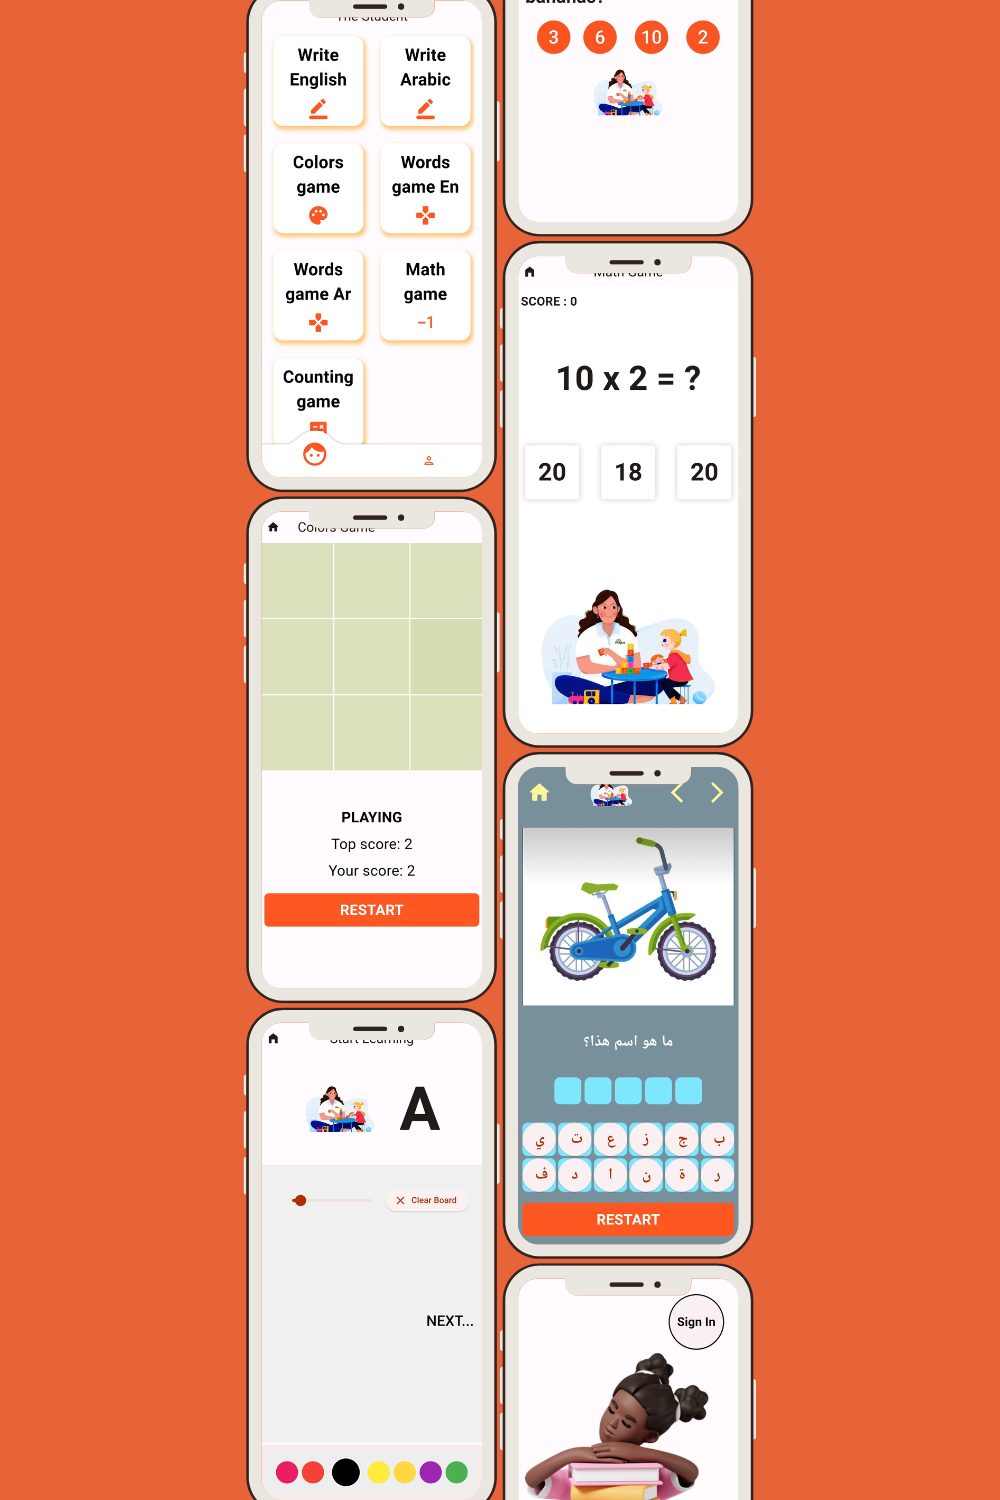 The Student
Write
English
Write
Arabic
Colors
game
Words
game En
Words
game Ar
Math
game
−1
Counting
game
Colors Game
PLAYING
Top score: 2
Your score: 2
RESTART
Start Learning
A
Clear Board
NEXT...
bananas?
3 6 10 2
Math Game
SCORE : 0
10 x 2 = ?
20 18 20
ما هو اسم هذا؟
ب ج ز ع ت ي
ر ة ن ا د ف
RESTART
Sign In